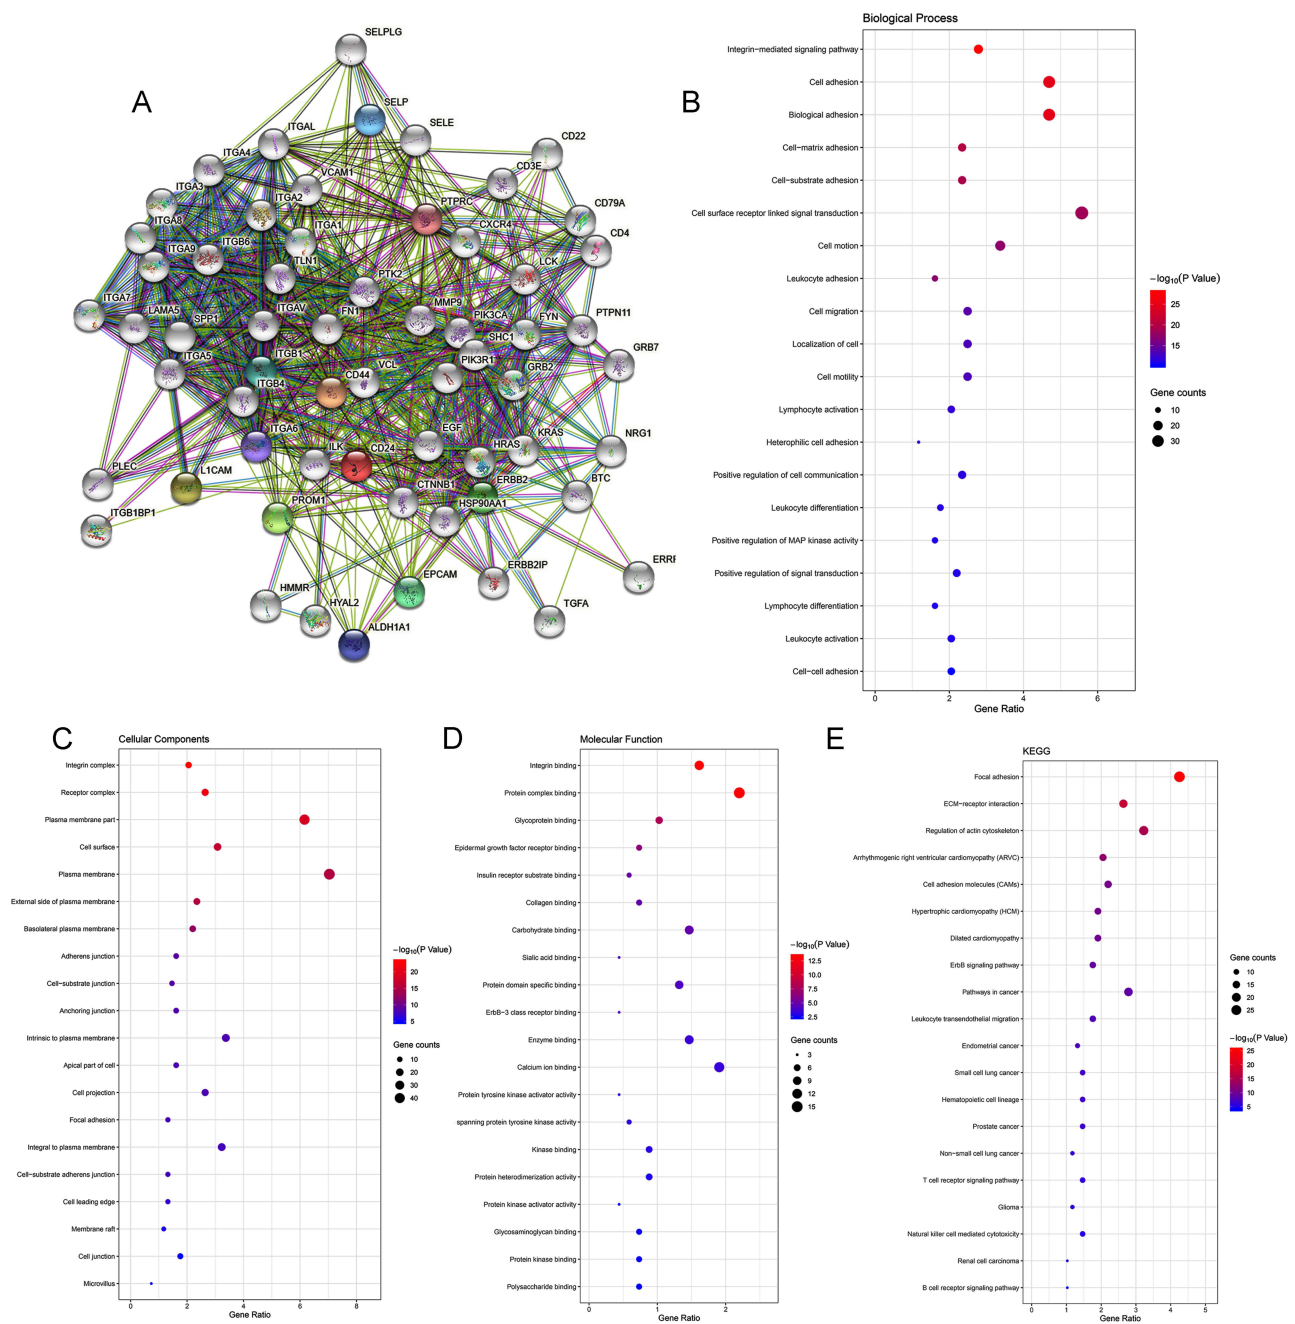 A
SELPLG
SELP
SELE
ITGAL
CD22
ITGA4
CD3E
VCAM1
ITGA3
ITGA2
PTPRC
CD79A
ITGA8
ITGA1
CXCR4
CD4
ITGB6
ITGA9
TLN1
LCK
PTK2
ITGA7
MMP9
LAMA5
SPP1
ITGAV
FN1
PIK3CA
FYN
PTPN11
SHC1
GRB7
ITGA5
ITGB1
VCL
PIK3R1
GRB2
CD44
ITGB4
ITGA6
EGF
KRAS
NRG1
ILK
CD24
HRAS
PLEC
L1CAM
CTNNB1
ERBB2
BTC
PROM1
HSP90AA1
ITGB1BP1
ERBB2IP
ERRF
EPCAM
HMMR
HYAL2
TGFA
ALDH1A1
B
Biological Process
Integrin−mediated signaling pathway
Cell adhesion
Biological adhesion
Cell−matrix adhesion
Cell−substrate adhesion
Cell surface receptor linked signal transduction
Cell motion
Leukocyte adhesion
Cell migration
Localization of cell
Cell motility
Lymphocyte activation
Heterophilic cell adhesion
Positive regulation of cell communication
Leukocyte differentiation
Positive regulation of MAP kinase activity
Positive regulation of signal transduction
Lymphocyte differentiation
Leukocyte activation
Cell−cell adhesion
0 2 4 6
Gene Ratio
−log10(P Value)
25
20
15
10
Gene counts
10
20
30
C
Cellular Components
Integrin complex
Receptor complex
Plasma membrane part
Cell surface
Plasma membrane
External side of plasma membrane
Basolateral plasma membrane
Adherens junction
Cell−substrate junction
Anchoring junction
Intrinsic to plasma membrane
Apical part of cell
Cell projection
Focal adhesion
Integral to plasma membrane
Cell−substrate adherens junction
Cell leading edge
Membrane raft
Cell junction
Microvillus
0 2 4 6 8
Gene Ratio
−log10(P Value)
20
15
10
5
Gene counts
10
20
30
40
D
Molecular Function
Integrin binding
Protein complex binding
Glycoprotein binding
Epidermal growth factor receptor binding
Insulin receptor substrate binding
Collagen binding
Carbohydrate binding
Sialic acid binding
Protein domain specific binding
ErbB−3 class receptor binding
Enzyme binding
Calcium ion binding
Protein tyrosine kinase activator activity
spanning protein tyrosine kinase activity
Kinase binding
Protein heterodimerization activity
Protein kinase activator activity
Glycosaminoglycan binding
Protein kinase binding
Polysaccharide binding
0 1 2
Gene Ratio
−log10(P Value)
12.5
10.0
7.5
5.0
2.5
Gene counts
3
6
9
12
15
E
KEGG
Focal adhesion
ECM−receptor interaction
Regulation of actin cytoskeleton
Arrhythmogenic right ventricular cardiomyopathy (ARVC)
Cell adhesion molecules (CAMs)
Hypertrophic cardiomyopathy (HCM)
Dilated cardiomyopathy
ErbB signaling pathway
Pathways in cancer
Leukocyte transendothelial migration
Endometrial cancer
Small cell lung cancer
Hematopoietic cell lineage
Prostate cancer
Non−small cell lung cancer
T cell receptor signaling pathway
Glioma
Natural killer cell mediated cytotoxicity
Renal cell carcinoma
B cell receptor signaling pathway
0 1 2 3 4 5
Gene Ratio
Gene counts
10
15
20
25
−log10(P Value)
25
20
15
10
5